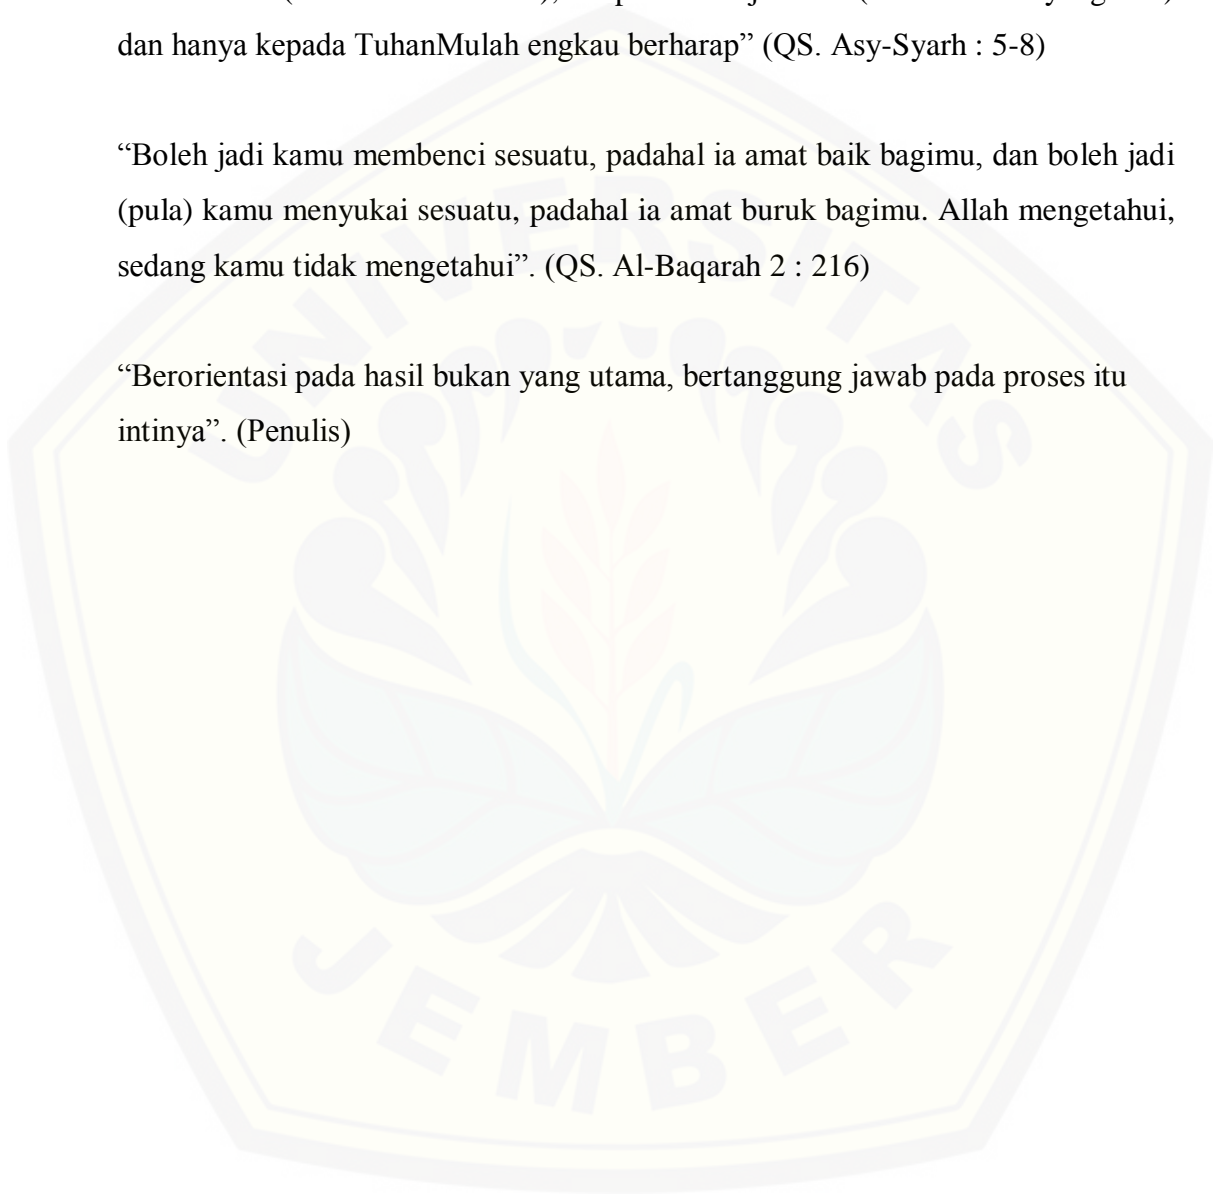 dan hanya kepada TuhanMulah engkau berharap” (QS. Asy-Syarh : 5-8)
“Boleh jadi kamu membenci sesuatu, padahal ia amat baik bagimu, dan boleh jadi
(pula) kamu menyukai sesuatu, padahal ia amat buruk bagimu. Allah mengetahui,
sedang kamu tidak mengetahui”. (QS. Al-Baqarah 2 : 216)
“Berorientasi pada hasil bukan yang utama, bertanggung jawab pada proses itu
intinya”. (Penulis)
UNIVERSITAS
JEMBER